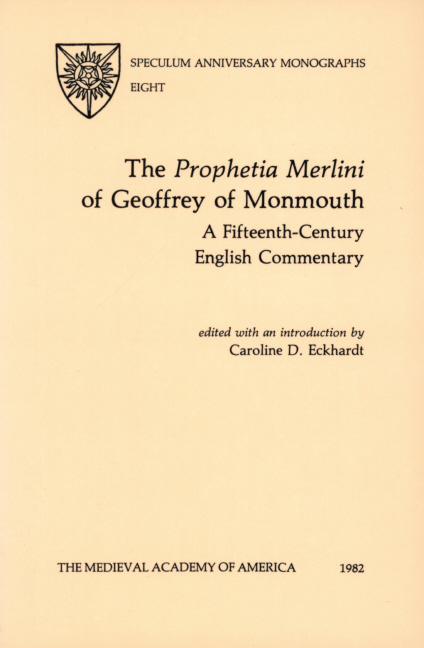 SPECULUM ANNIVERSARY MONOGRAPHS
EIGHT
The Prophetia Merlini
of Geoffrey of Monmouth
A Fifteenth-Century
English Commentary
edited with an introduction by
Caroline D. Eckhardt
THE MEDIEVAL ACADEMY OF AMERICA 1982